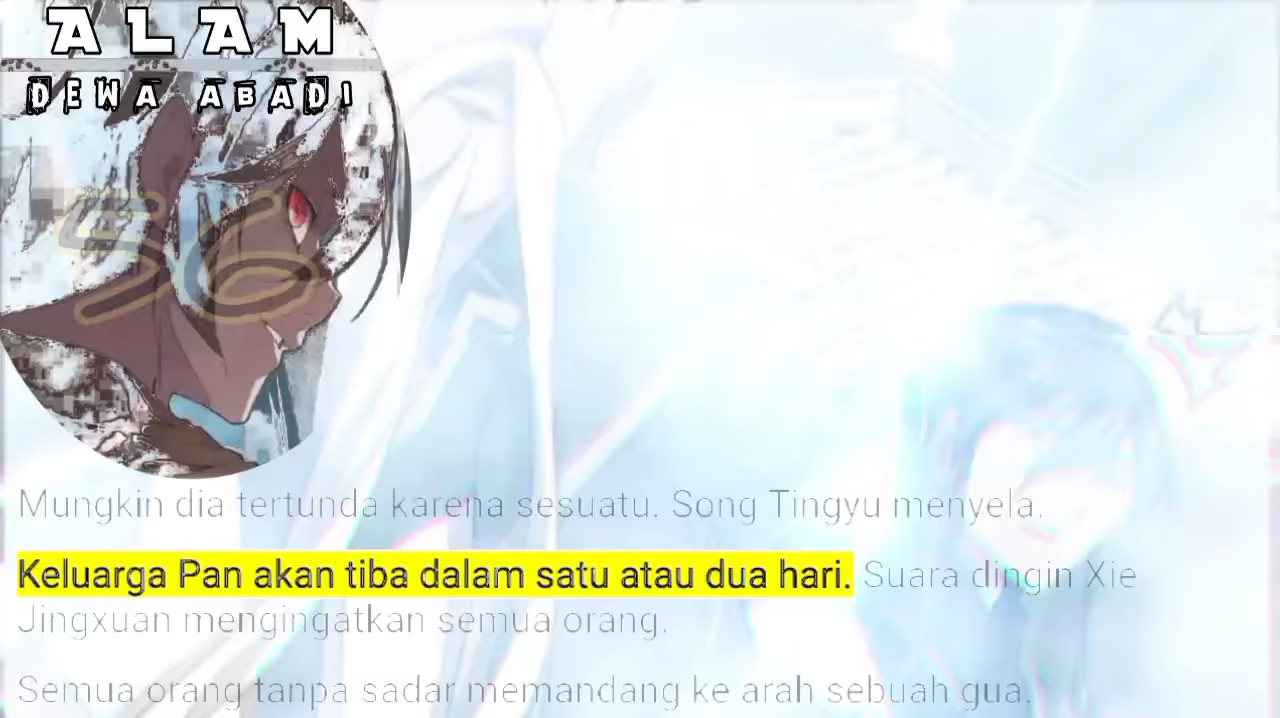 ALAM
DEWA ABADI
56
Mungkin dia tertunda karena sesuatu. Song Tingyu menyela.
Keluarga Pan akan tiba dalam satu atau dua hari. Suara dingin Xie
Jingxuan mengingatkan semua orang.
Semua orang tanpa sadar memandang ke arah sebuah gua.